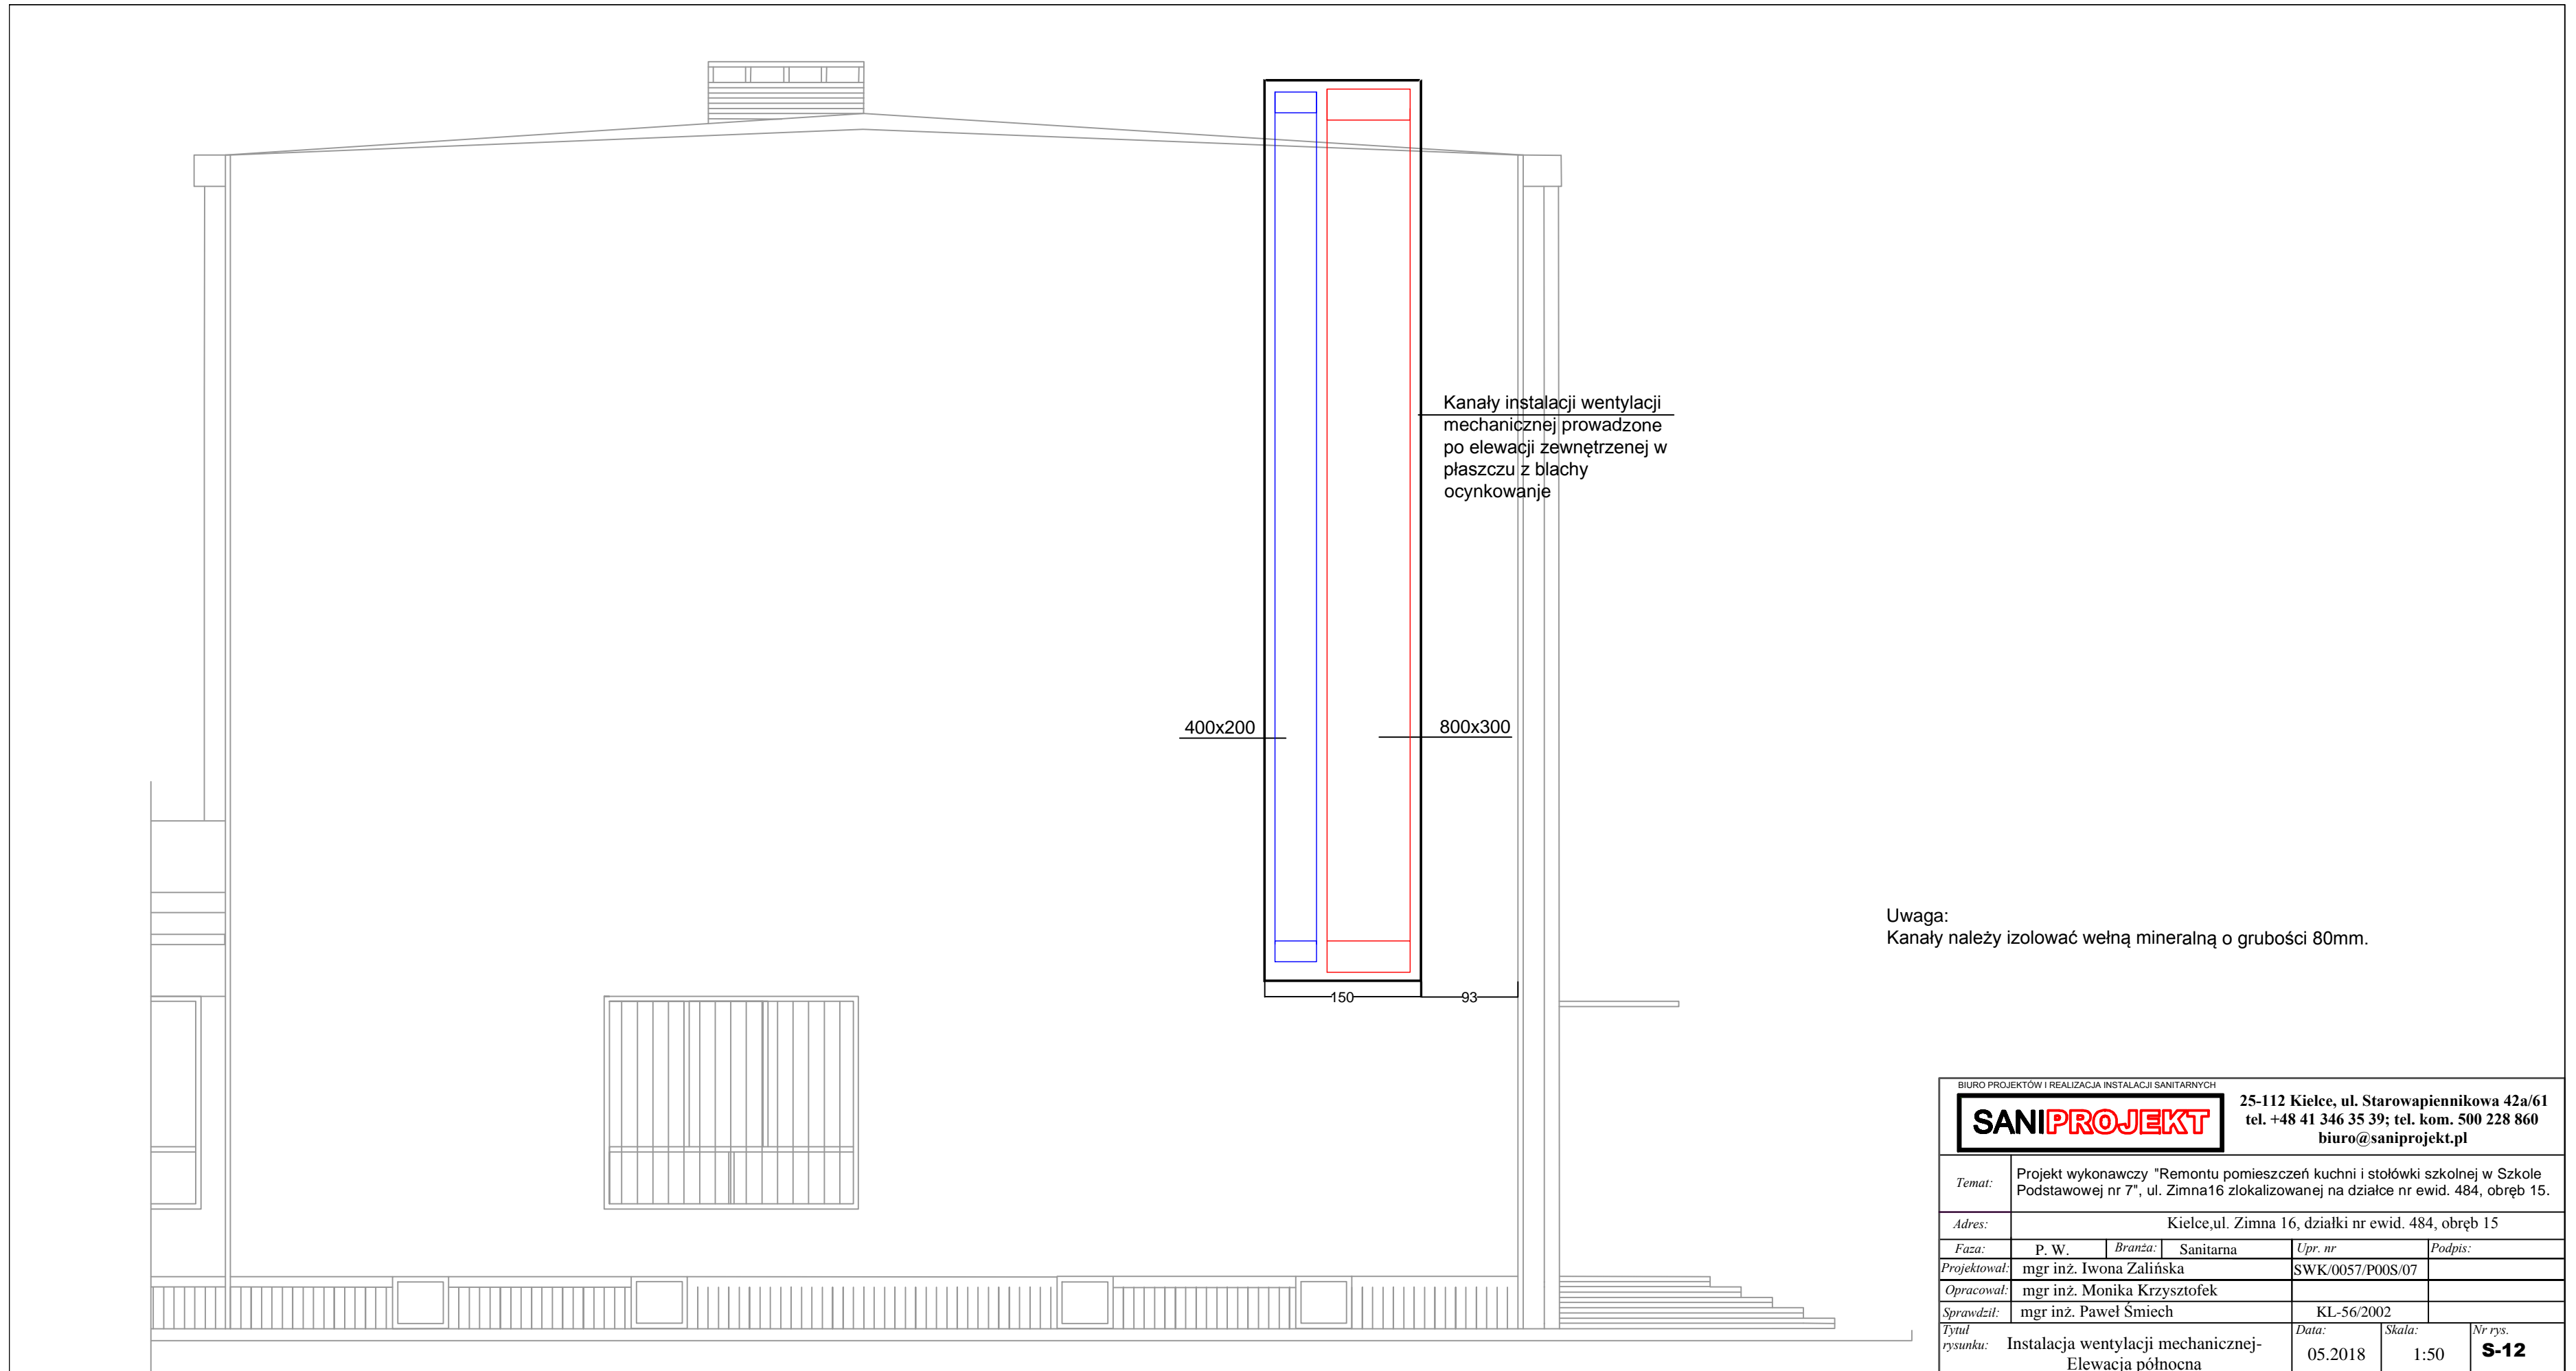 Kanały instalacji wentylacji
mechanicznej prowadzone
po elewacji zewnętrzenej w
płaszczu z blachy
ocynkowanje
400x200
800x300
150
93
Uwaga:
Kanały należy izolować wełną mineralną o grubości 80mm.
BIURO PROJEKTÓW I REALIZACJA INSTALACJI SANITARNYCH
SANIPROJEKT
25-112 Kielce, ul. Starowapiennikowa 42a/61
tel. +48 41 346 35 39; tel. kom. 500 228 860
biuro@saniprojekt.pl
Temat:
Projekt wykonawczy "Remontu pomieszczeń kuchni i stołówki szkolnej w Szkole
Podstawowej nr 7", ul. Zimna16 zlokalizowanej na działce nr ewid. 484, obręb 15.
Adres: Kielce,ul. Zimna 16, działki nr ewid. 484, obręb 15
Faza: P. W. Branża: Sanitarna Upr. nr Podpis:
Projektował: mgr inż. Iwona Zalińska SWK/0057/P00S/07
Opracował: mgr inż. Monika Krzysztofek
Sprawdził: mgr inż. Paweł Śmiech KL-56/2002
Tytuł rysunku:
Instalacja wentylacji mechanicznej-
Elewacja północna
Data: 05.2018
Skala: 1:50
Nr rys. S-12